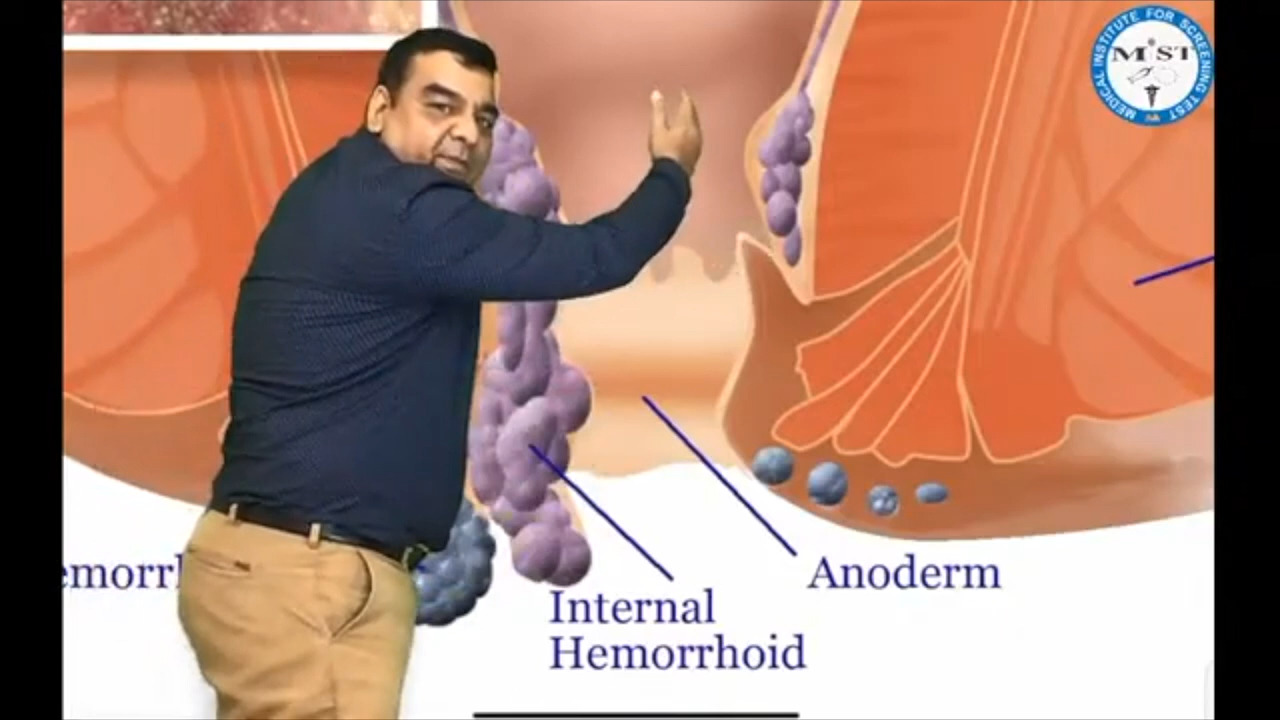 MEDICAL INSTITUTE FOR SCREENING TEST
MiST
Anoderm
emorrh
Internal
Hemorrhoid